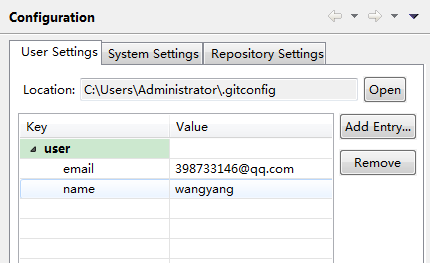 Configuration
User Settings System Settings Repository Settings
Location: C:\Users\Administrator\.gitconfig Open
Key Value Add Entry...
user
email 398733146@qq.com Remove
name wangyang